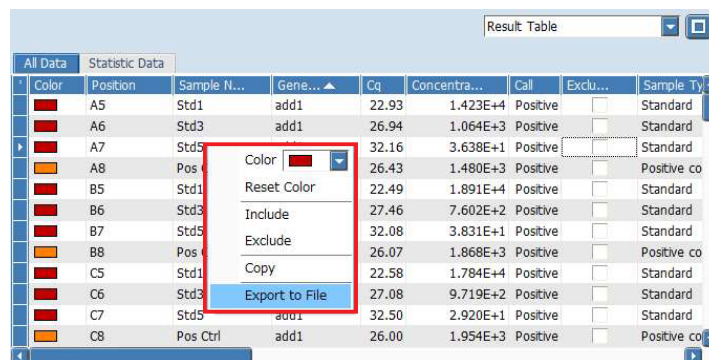 Result Table
All Data Statistic Data
Color Position Sample N... Gene... Cq Concentra... Call Exclu... Sample Ty
A5 Std1 add1 22.93 1.423E+4 Positive Standard
A6 Std3 add1 26.94 1.064E+3 Positive Standard
A7 Std5 add1 32.16 3.638E+1 Positive Standard
A8 Pos 26.43 1.480E+3 Positive Positive co
B5 Std1 22.49 1.891E+4 Positive Standard
B6 Std3 27.46 7.602E+2 Positive Standard
B7 Std5 32.08 3.831E+1 Positive Standard
B8 Pos 26.07 1.868E+3 Positive Positive co
C5 Std1 22.58 1.784E+4 Positive Standard
C6 Std3 27.08 9.719E+2 Positive Standard
C7 Std5 add1 32.50 2.920E+1 Positive Standard
C8 Pos Ctrl add1 26.00 1.954E+3 Positive Positive co
Color
Reset Color
Include
Exclude
Copy
Export to File